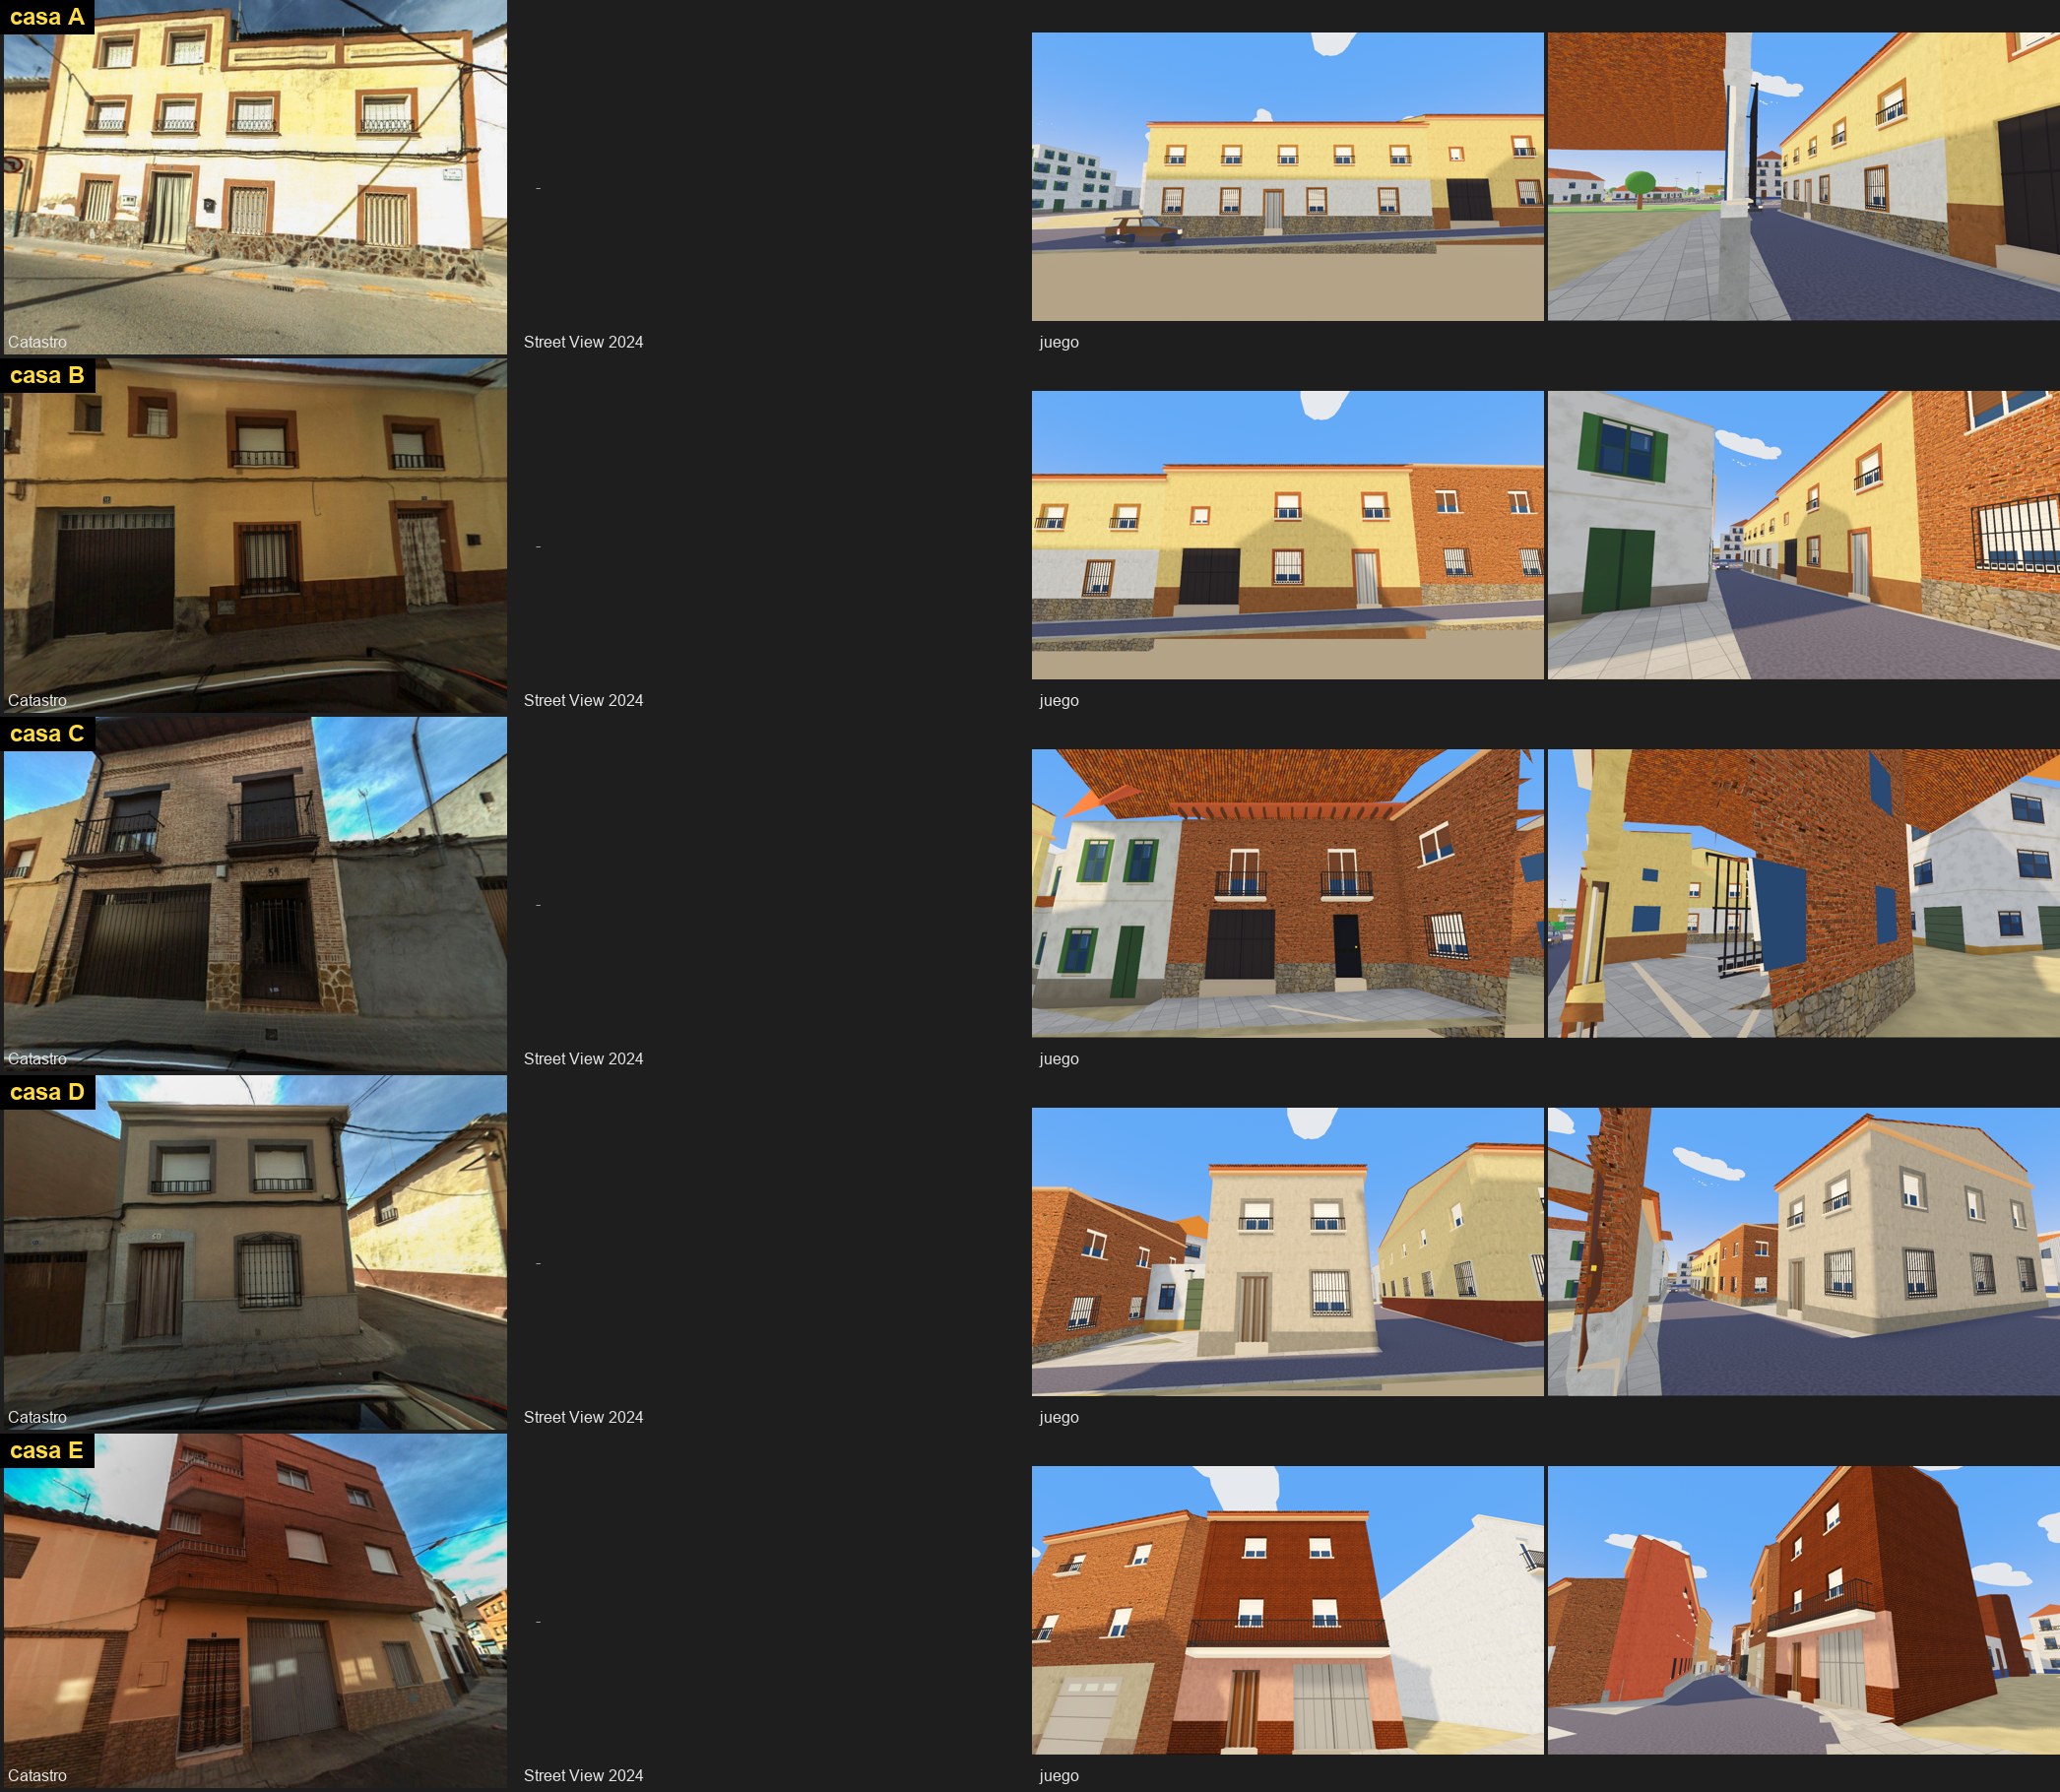 casa A
-
Catastro
Street View 2024
juego
casa B
-
Catastro
Street View 2024
juego
casa C
-
Catastro
Street View 2024
juego
casa D
-
Catastro
Street View 2024
juego
casa E
-
Catastro
Street View 2024
juego